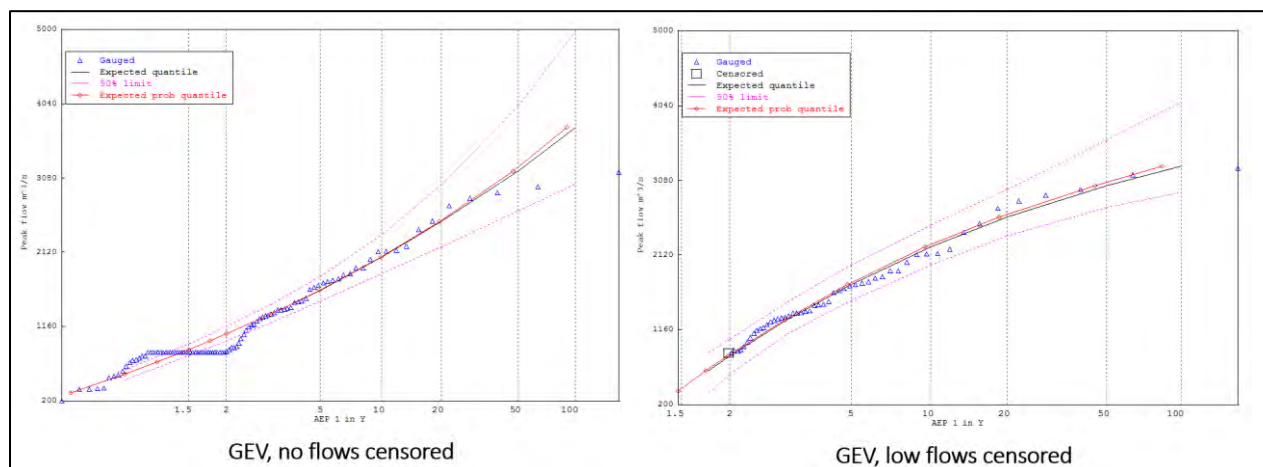 5000
4040
3080
2120
1160
200
Peak flow m^3/s
Gauged
Expected quantile
90% limit
Expected prob quantile
1.5 2 5 10 20 50 100
AEP 1 in Y
GEV, no flows censored
5000
4040
3080
2120
1160
200
Peak flow m^3/s
Gauged
Censored
Expected quantile
90% limit
Expected prob quantile
1.5 2 5 10 20 50 100
AEP 1 in Y
GEV, low flows censored